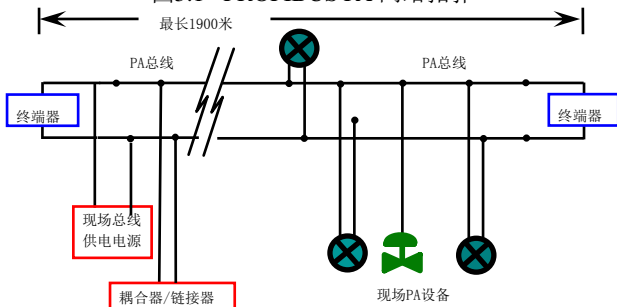 最长1900米
PA总线
PA总线
终端器
终端器
现场总线
供电电源
耦合器/链接器
现场PA设备